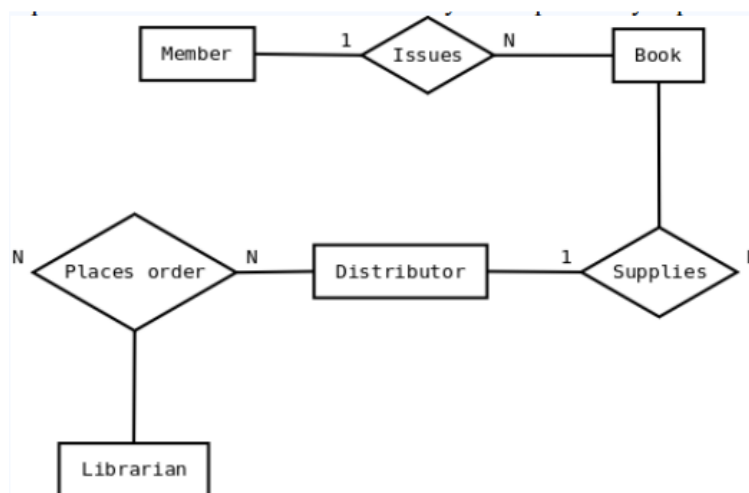 Member
1
Issues
N
Book
N
Places order
N
Distributor
1
Supplies
Librarian